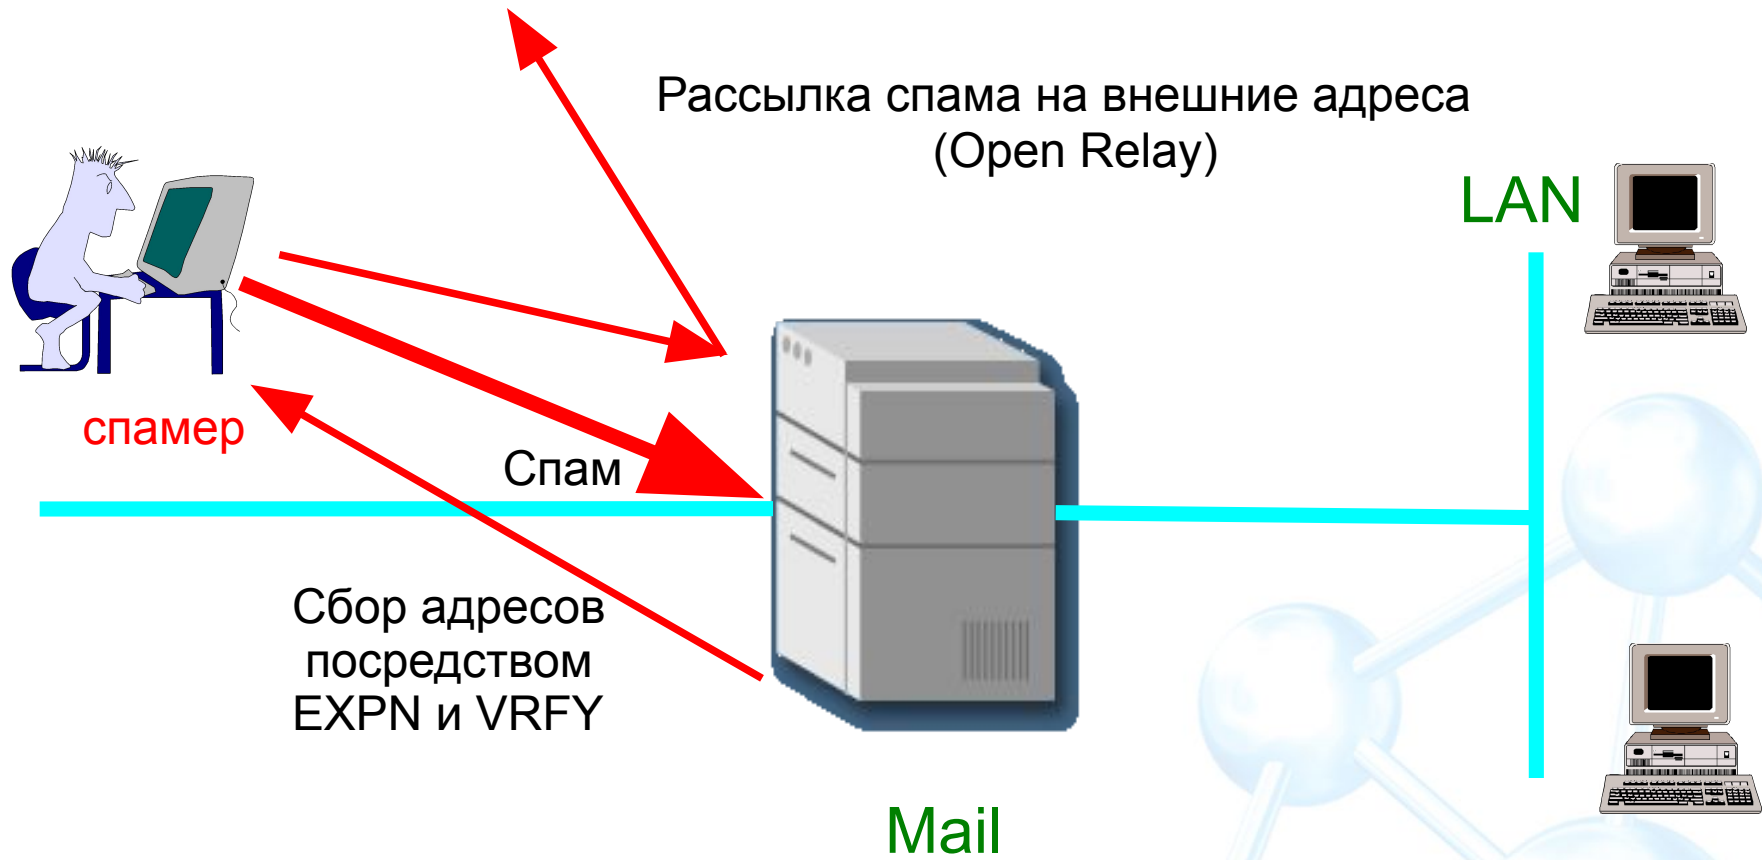 Рассылка спама на внешние адреса
(Open Relay)
LAN
спамер
Спам
Сбор адресов
посредством
EXPN и VRFY
Mail